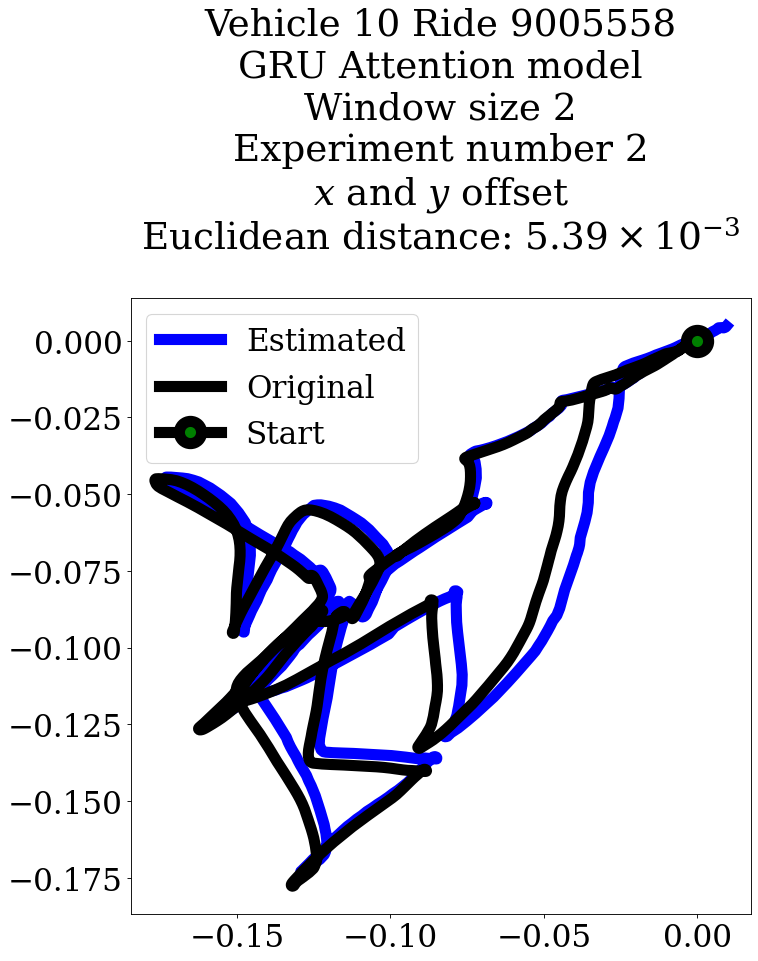 Vehicle 10 Ride 9005558
GRU Attention model
Window size 2
Experiment number 2
x and y offset
Euclidean distance: 5.39 × 10⁻³
Estimated
Original
Start
0.000
−0.025
−0.050
−0.075
−0.100
−0.125
−0.150
−0.175
−0.15 −0.10 −0.05 0.00